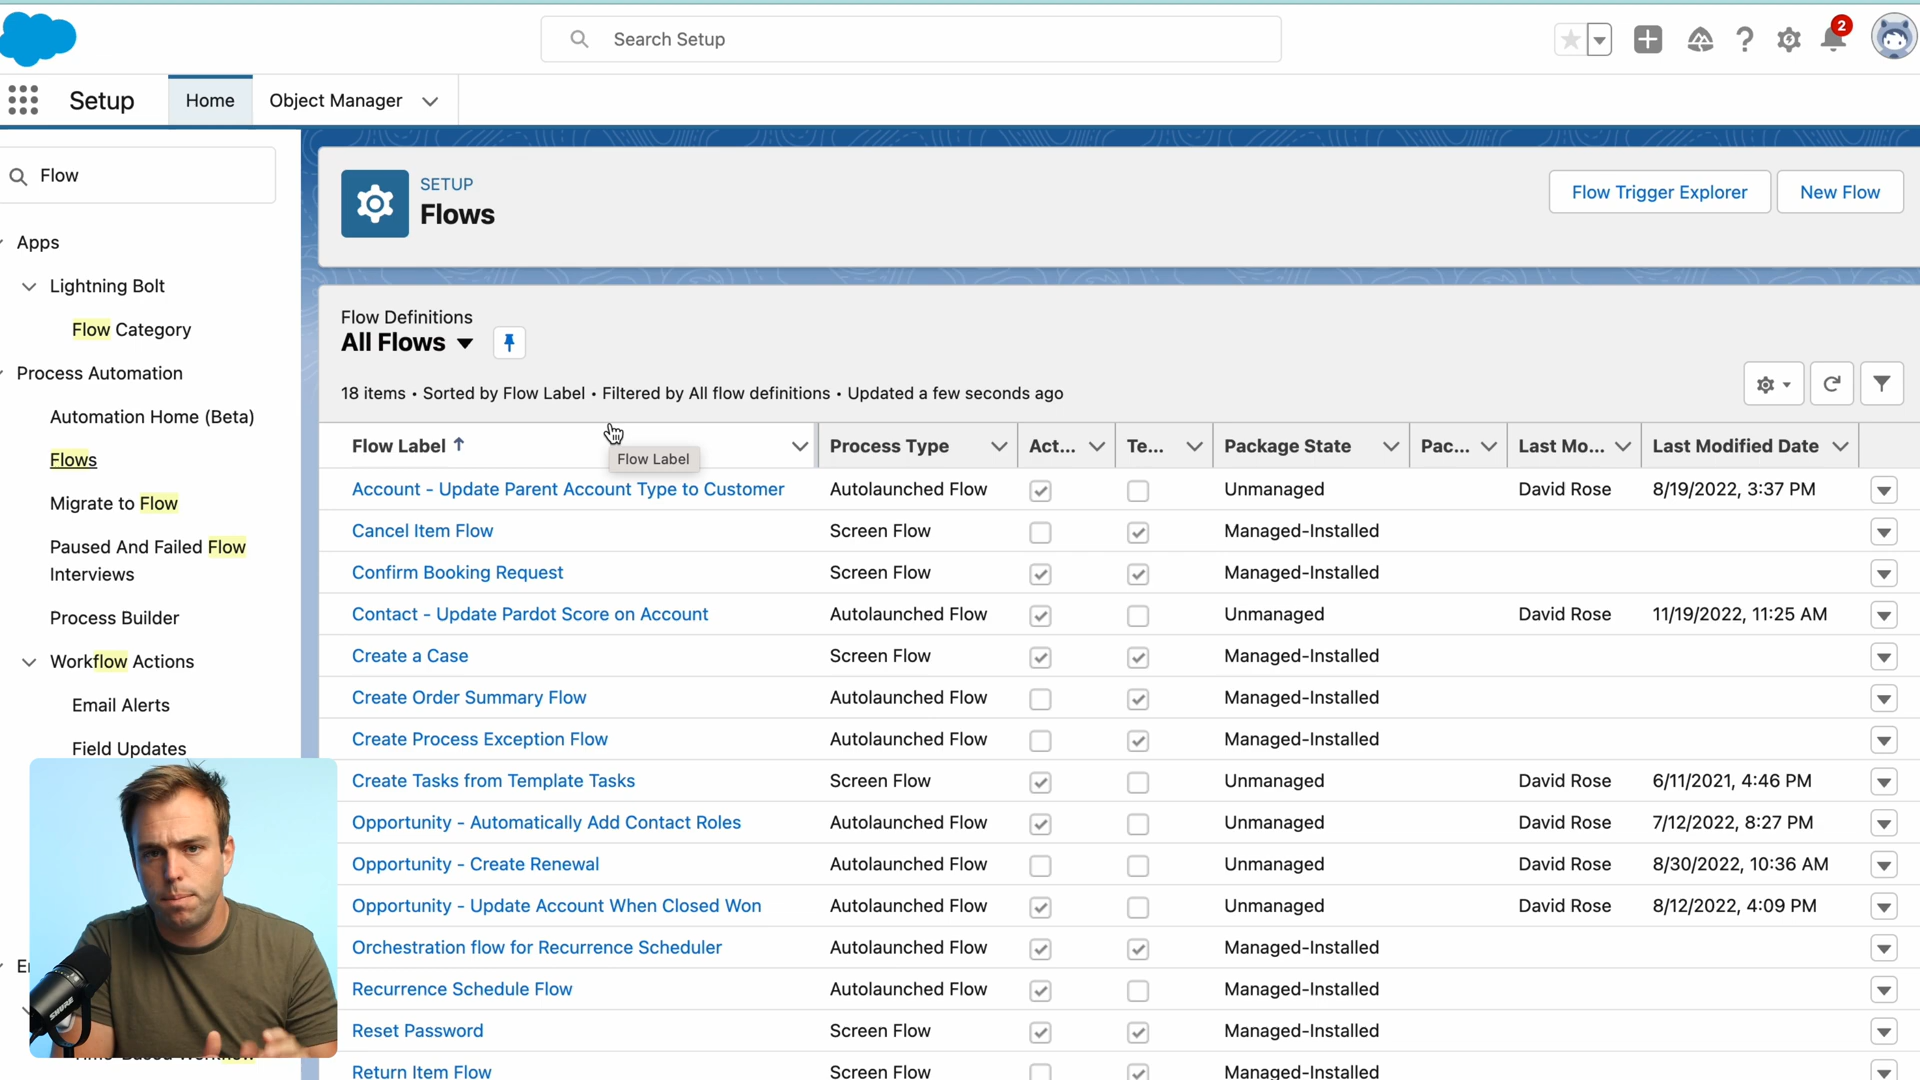 Search Setup
2
Setup
Home
Object Manager
Flow
Apps
Lightning Bolt
Flow Category
Process Automation
Automation Home (Beta)
Flows
Migrate to Flow
Paused And Failed Flow
Interviews
Process Builder
Workflow Actions
Email Alerts
Field Updates
SETUP
Flows
Flow Trigger Explorer
New Flow
Flow Definitions
All Flows
18 items • Sorted by Flow Label • Filtered by All flow definitions • Updated a few seconds ago
Flow Label Process Type Act... Te... Package State Pac... Last Mo... Last Modified Date
Flow Label
Account - Update Parent Account Type to Customer Autolaunched Flow Unmanaged David Rose 8/19/2022, 3:37 PM
Cancel Item Flow Screen Flow Managed-Installed
Confirm Booking Request Screen Flow Managed-Installed
Contact - Update Pardot Score on Account Autolaunched Flow Unmanaged David Rose 11/19/2022, 11:25 AM
Create a Case Screen Flow Managed-Installed
Create Order Summary Flow Autolaunched Flow Managed-Installed
Create Process Exception Flow Autolaunched Flow Managed-Installed
Create Tasks from Template Tasks Screen Flow Unmanaged David Rose 6/11/2021, 4:46 PM
Opportunity - Automatically Add Contact Roles Autolaunched Flow Unmanaged David Rose 7/12/2022, 8:27 PM
Opportunity - Create Renewal Autolaunched Flow Unmanaged David Rose 8/30/2022, 10:36 AM
Opportunity - Update Account When Closed Won Autolaunched Flow Unmanaged David Rose 8/12/2022, 4:09 PM
Orchestration flow for Recurrence Scheduler Autolaunched Flow Managed-Installed
Recurrence Schedule Flow Autolaunched Flow Managed-Installed
Reset Password Screen Flow Managed-Installed
Return Item Flow Screen Flow Managed-Installed
SHURE